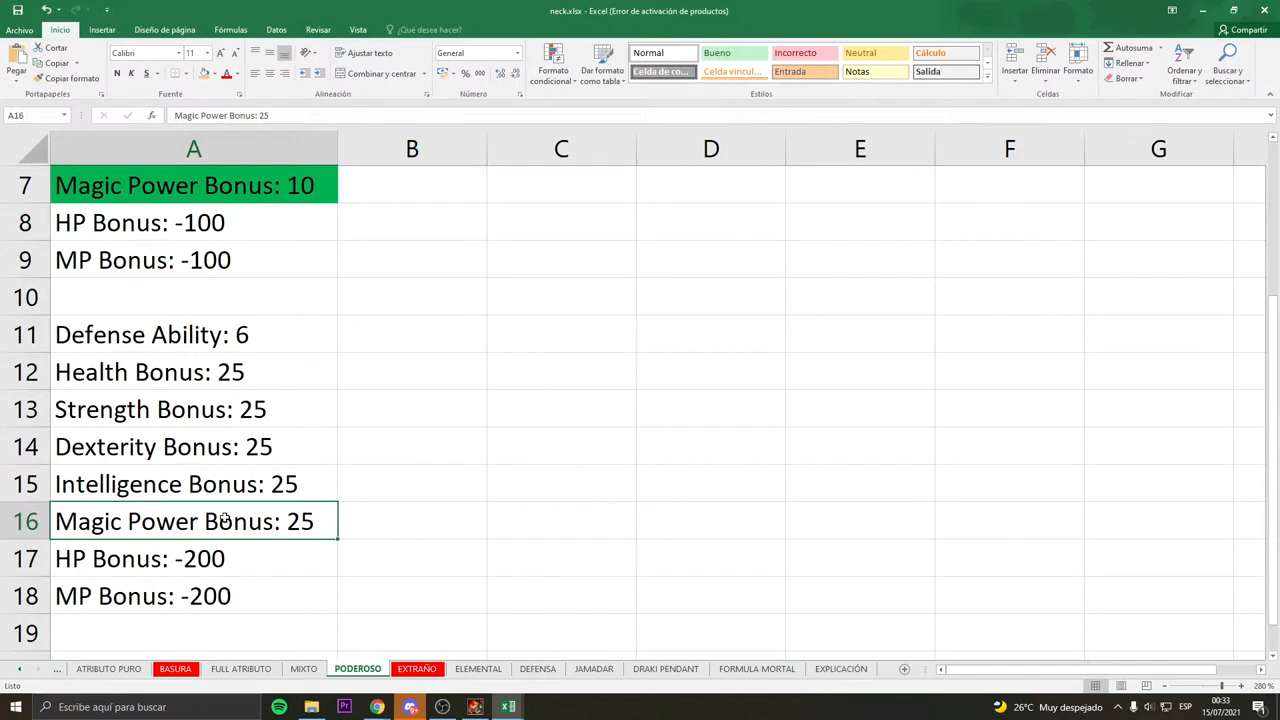 neck.xlsx - Excel (Error de activación de productos)
Archivo Inicio Insertar Diseño de página Fórmulas Datos Revisar Vista ¿Qué desea hacer? Compartir
Pegar
Cortar
Copiar
Copiar formato
Portapapeles
Calibri 11
N K S
Fuente
Ajustar texto
Combinar y centrar
Alineación
General
% 000
Número
Formato condicional
Dar formato como tabla
Normal Bueno Incorrecto Neutral Cálculo
Celda de co... Celda vincul... Entrada Notas Salida
Estilos
Insertar Eliminar Formato
Celdas
Autosuma
Rellenar
Borrar
Ordenar y filtrar
Buscar y seleccionar
Modificar
A16 fx Magic Power Bonus: 25
A B C D E F G
7 Magic Power Bonus: 10
8 HP Bonus: -100
9 MP Bonus: -100
10
11 Defense Ability: 6
12 Health Bonus: 25
13 Strength Bonus: 25
14 Dexterity Bonus: 25
15 Intelligence Bonus: 25
16 Magic Power Bonus: 25
17 HP Bonus: -200
18 MP Bonus: -200
19
... ATRIBUTO PURO BASURA FULL ATRIBUTO MIXTO PODEROSO EXTRAÑO ELEMENTAL DEFENSA JAMADAR DRAKI PENDANT FORMULA MORTAL EXPLICACIÓN
Listo 280 %
Escribe aquí para buscar
Pr
26°C Muy despejado
ESP
00:33
15/07/2021